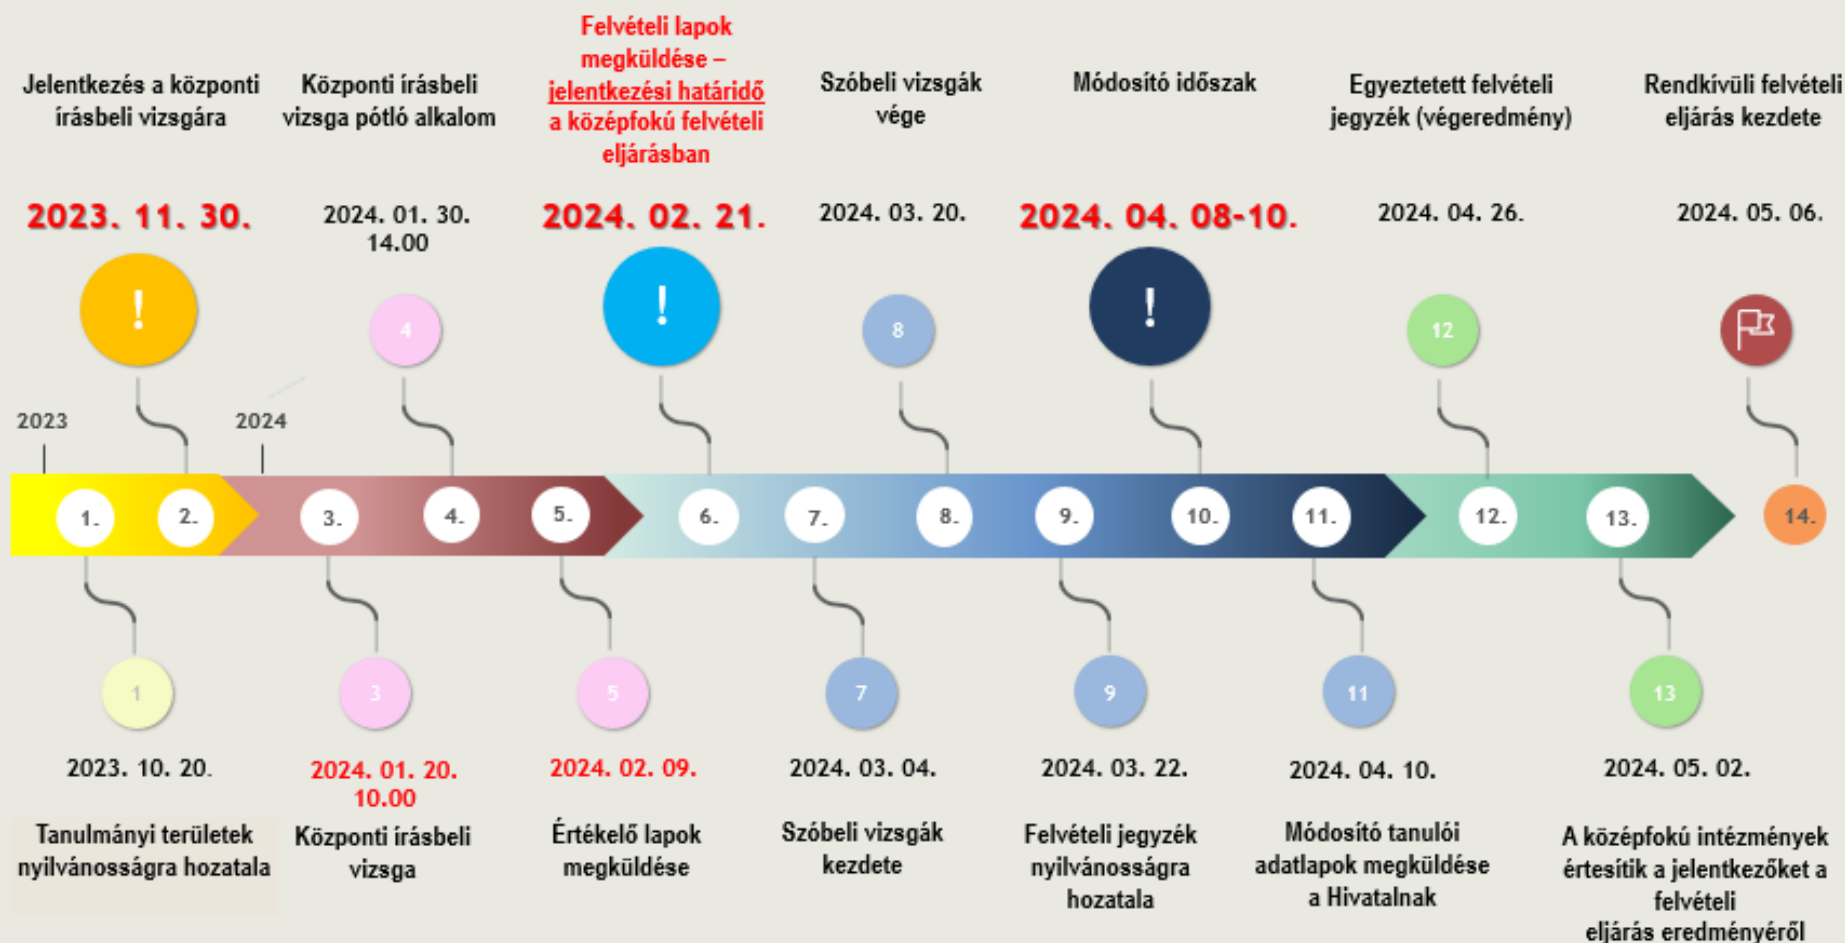 Jelentkezés a központi
írásbeli vizsgára
2023. 11. 30.
!
Központi írásbeli
vizsga pótló alkalom
2024. 01. 30.
14.00
4
Felvételi lapok
megküldése –
jelentkezési határidő
a középfokú felvételi
eljárásban
2024. 02. 21.
!
Szóbeli vizsgák
vége
2024. 03. 20.
8
Módosító időszak
2024. 04. 08-10.
!
Egyeztetett felvételi
jegyzék (végeredmény)
2024. 04. 26.
12
Rendkívüli felvételi
eljárás kezdete
2024. 05. 06.
2023
2024
1.
2.
3.
4.
5.
6.
7.
8.
9.
10.
11.
12.
13.
14.
1
2023. 10. 20.
Tanulmányi területek
nyilvánosságra hozatala
3
2024. 01. 20.
10.00
Központi írásbeli
vizsga
5
2024. 02. 09.
Értékelő lapok
megküldése
7
2024. 03. 04.
Szóbeli vizsgák
kezdete
9
2024. 03. 22.
Felvételi jegyzék
nyilvánosságra
hozatala
11
2024. 04. 10.
Módosító tanulói
adatlapok megküldése
a Hivatalnak
13
2024. 05. 02.
A középfokú intézmények
értesítik a jelentkezőket a
felvételi
eljárás eredményéről